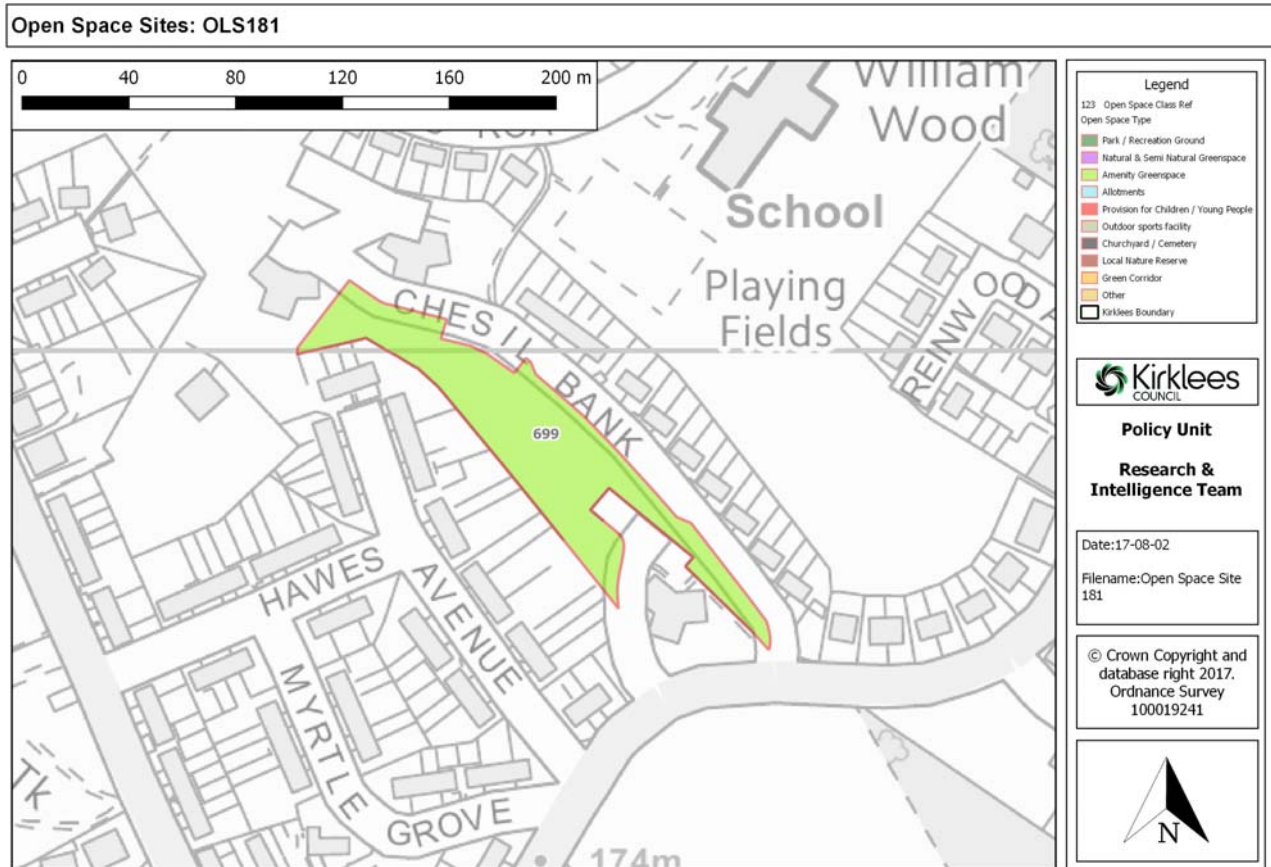 Open Space Sites: OLS181
0 40 80 120 160 200 m
William
Wood
School
Playing
Fields
CHESIL BANK
699
HAWES
AVENUE
MYRTLE
GROVE
174m
Tk
Legend
123 Open Space Class Ref
Open Space Type
Park / Recreation Ground
Natural & Semi Natural Greenspace
Amenity Greenspace
Allotments
Provision for Children / Young People
Outdoor sports facility
Churchyard / Cemetery
Local Nature Reserve
Green Corridor
Other
Kirklees Boundary
Kirklees
COUNCIL
Policy Unit
Research &
Intelligence Team
Date:17-08-02
Filename:Open Space Site
181
© Crown Copyright and
database right 2017.
Ordnance Survey
100019241
N